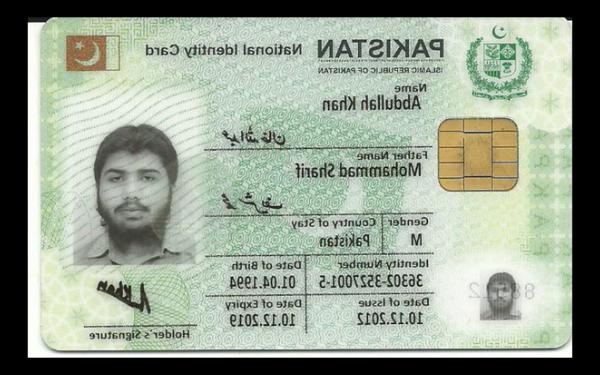 PAKISTAN National Identity Card
ISLAMIC REPUBLIC OF PAKISTAN
Name
Abdullah Khan
عبداللہ خان
Father Name
Mohammad Sharif
محمد شریف
Gender Country of Stay
M Pakistan
Identity Number Date of Birth
36302-3527001-5 01.04.1994
Date of Issue Date of Expiry
10.12.2012 10.12.2019
A.Khan
Holder's Signature